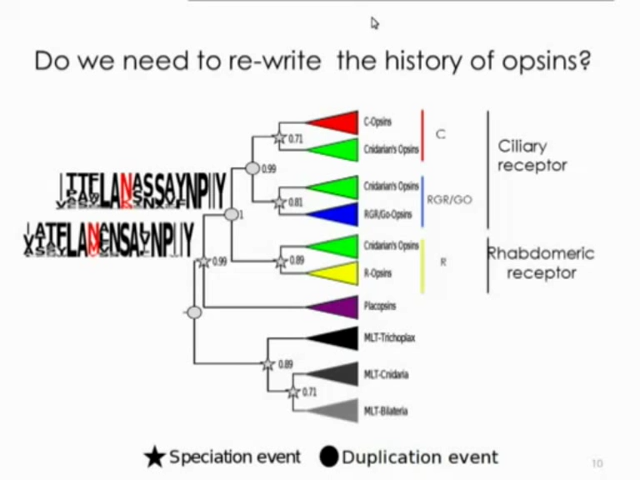 Do we need to re-write the history of opsins?
C-Opsins
0.71
C
Cnidarian's Opsins
0.99
Ciliary
receptor
Cnidarian's Opsins
0.81
RGR/GO
RGR/Go-Opsins
1
Cnidarian's Opsins
0.99
0.89
R
Rhabdomeric
receptor
R-Opsins
Placopsins
MLT-Trichoplax
0.89
MLT-Cnidaria
0.71
MLT-Bilateria
Speciation event
Duplication event
10